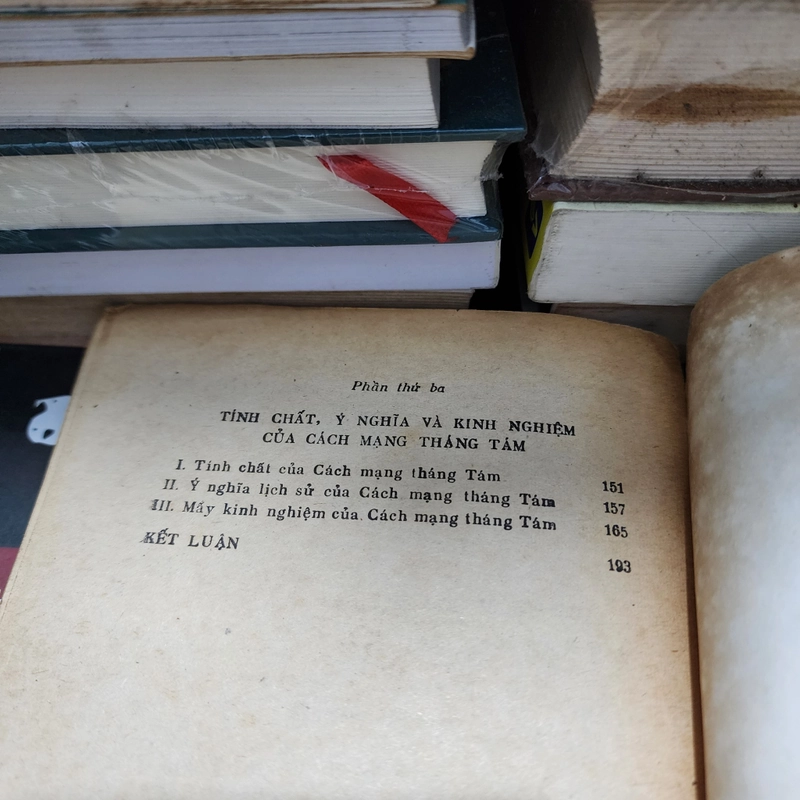 Phần thứ ba
TÍNH CHẤT, Ý NGHĨA VÀ KINH NGHIỆM
CỦA CÁCH MẠNG THÁNG TÁM
I. Tính chất của Cách mạng tháng Tám 151
II. Ý nghĩa lịch sử của Cách mạng tháng Tám 157
III. Mấy kinh nghiệm của Cách mạng tháng Tám 165
KẾT LUẬN 193